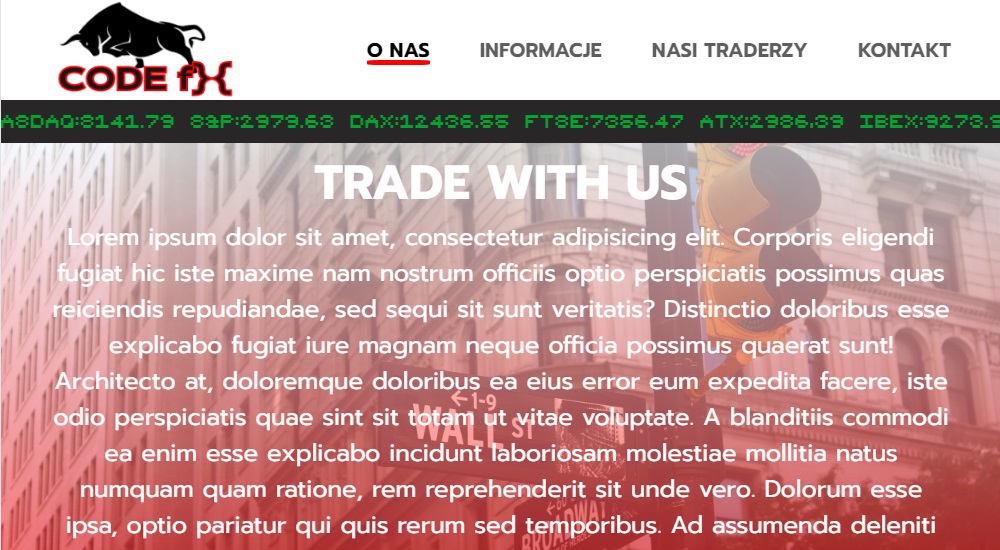 CODE fX
O NAS INFORMACJE NASI TRADERZY KONTAKT
ASDAQ:8141.79 S&P:2979.63 DAX:12436.55 FTSE:7356.47 ATX:2986.39 IBEX:9273.9
TRADE WITH US
Lorem ipsum dolor sit amet, consectetur adipisicing elit. Corporis eligendi
fugiat hic iste maxime nam nostrum officiis optio perspiciatis possimus quas
reiciendis repudiandae, sed sequi sit sunt veritatis? Distinctio doloribus esse
explicabo fugiat iure magnam neque officia possimus quaerat sunt!
Architecto at, doloremque doloribus ea eius error eum expedita facere, iste
odio perspiciatis quae sint sit totam ut vitae voluptate. A blanditiis commodi
ea enim esse explicabo incidunt laboriosam molestiae mollitia natus
numquam quam ratione, rem reprehenderit sit unde vero. Dolorum esse
ipsa, optio pariatur qui quis rerum sed temporibus. Ad assumenda deleniti
←1-9
WALL ST
BROADWAY